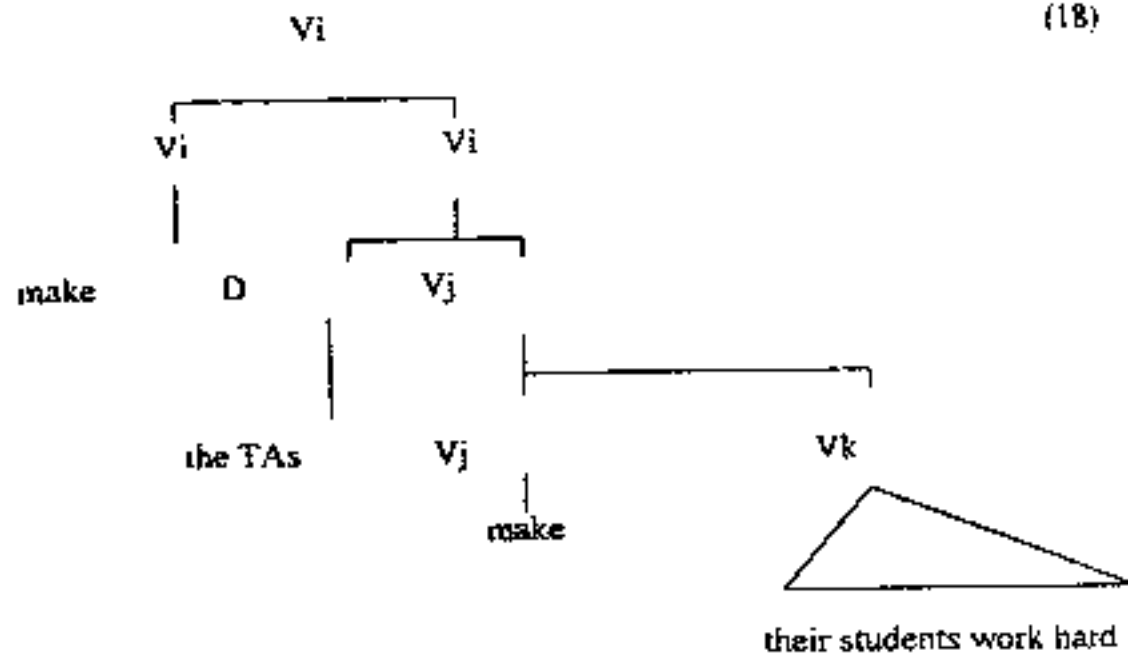 (18)
Vi
Vi Vi
make D Vj
the TAs Vj Vk
make
their students work hard